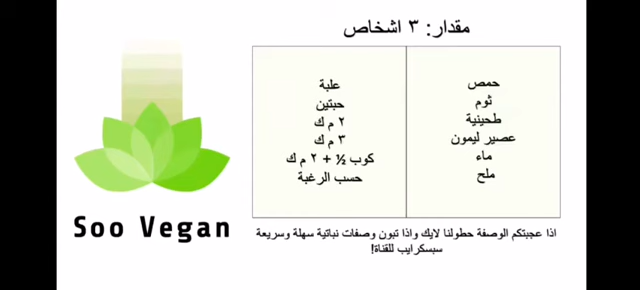 مقدار: ٣ اشخاص
حمص علبة
ثوم حبتين
طحينية ٢ م ك
عصير ليمون ٣ م ك
ماء كوب ½ + ٢ م ك
ملح حسب الرغبة
Soo Vegan
اذا عجبتكم الوصفة حطولنا لايك واذا تبون وصفات نباتية سهلة وسريعة
سبسكرايب للقناة!